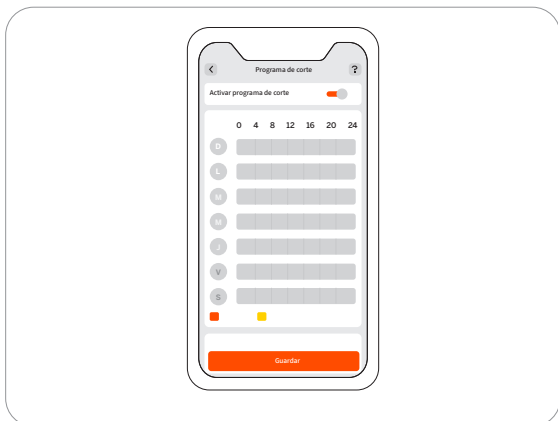 Programa de corte ?
Activar programa de corte
0 4 8 12 16 20 24
D
L
M
M
J
V
S
Guardar